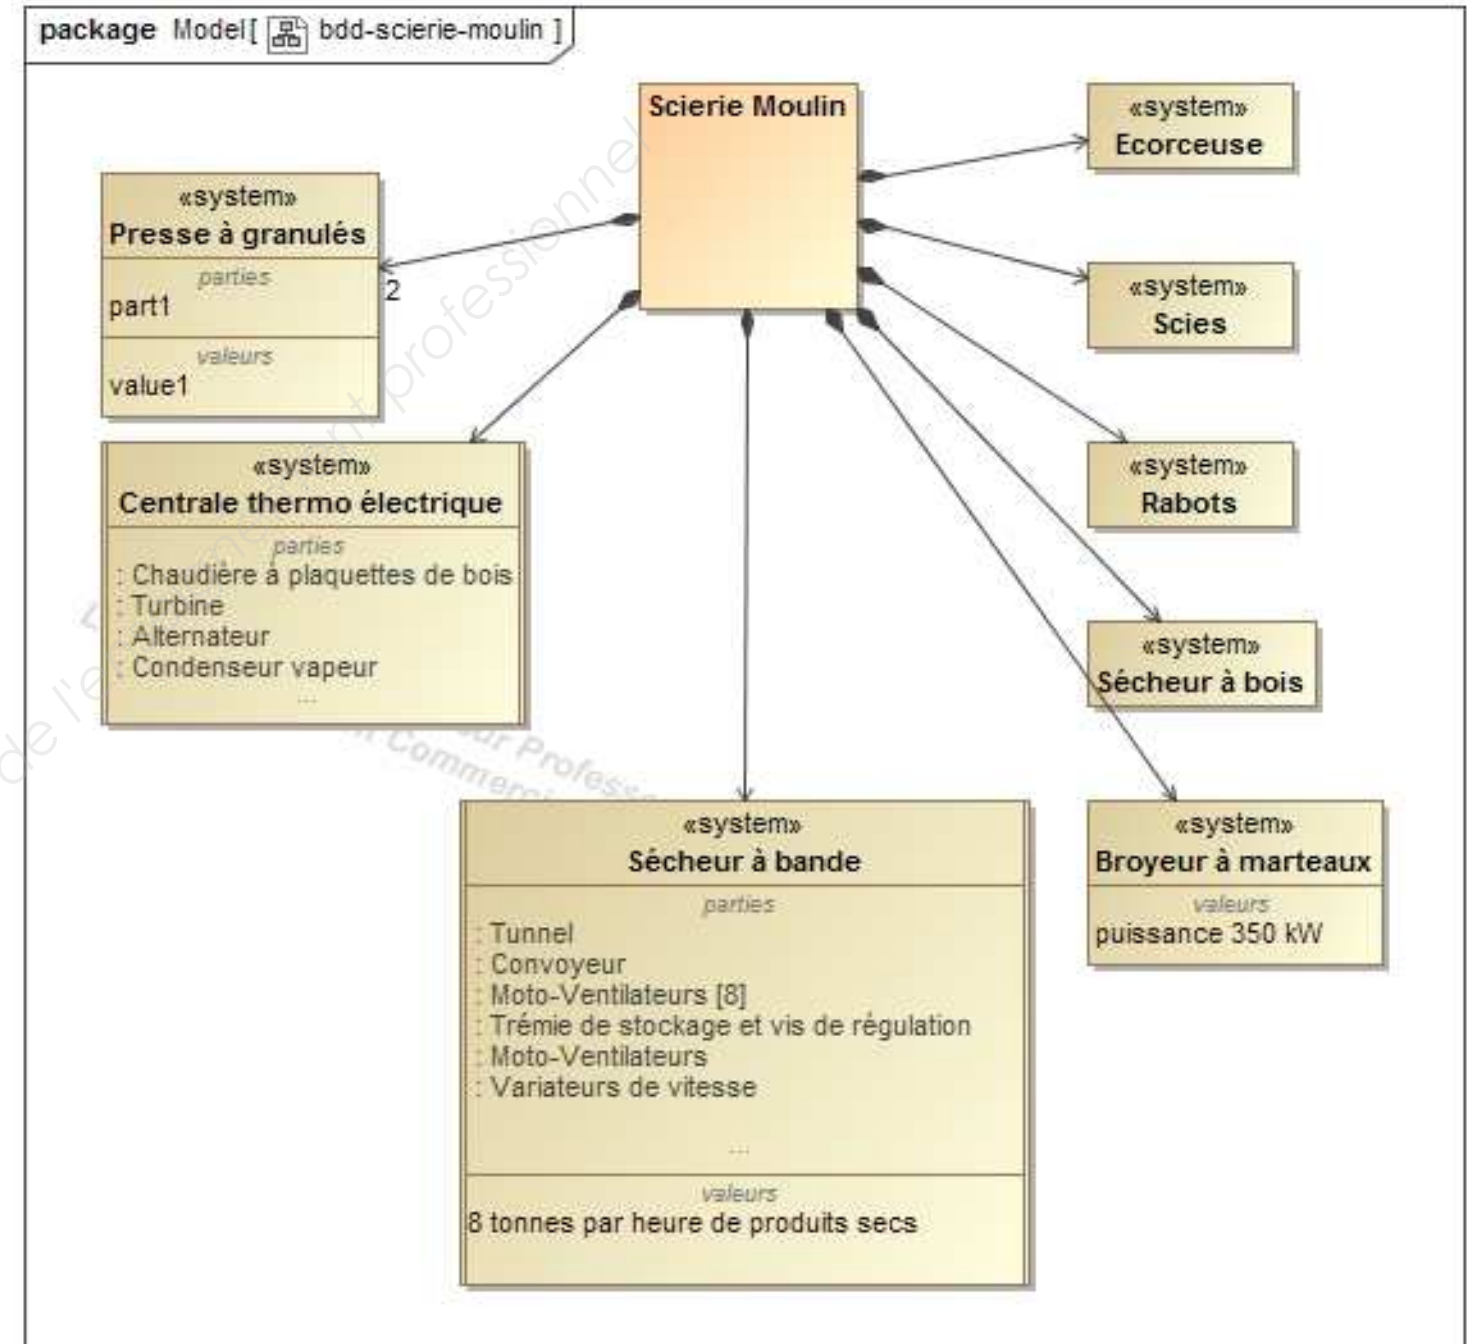 package Model[ bdd-scierie-moulin ]
Scierie Moulin
«system»
Ecorceuse
«system»
Presse à granulés
parties
part1
valeurs
value1
2
«system»
Scies
«system»
Centrale thermo électrique
parties
: Chaudière à plaquettes de bois
: Turbine
: Alternateur
: Condenseur vapeur
...
«system»
Rabots
«system»
Sécheur à bois
«system»
Sécheur à bande
parties
: Tunnel
: Convoyeur
: Moto-Ventilateurs [8]
: Trémie de stockage et vis de régulation
: Moto-Ventilateurs
: Variateurs de vitesse
...
valeurs
8 tonnes par heure de produits secs
«system»
Broyeur à marteaux
valeurs
puissance 350 kW
professionnel
de l'e